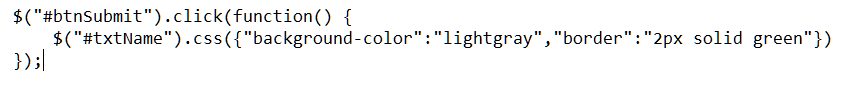 $("#btnSubmit").click(function() {
    $("#txtName").css({"background-color":"lightgray","border":"2px solid green"})
});